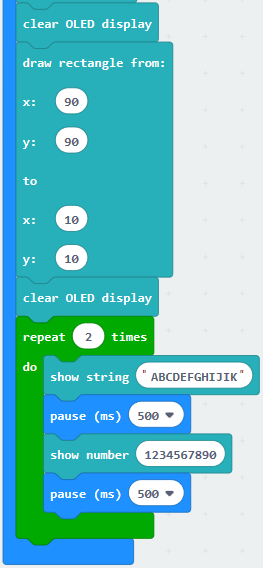 clear OLED display
draw rectangle from:
x: 90
y: 90
to
x: 10
y: 10
clear OLED display
repeat 2 times
do
show string "ABCDEFGHIJIK"
pause (ms) 500
show number 1234567890
pause (ms) 500